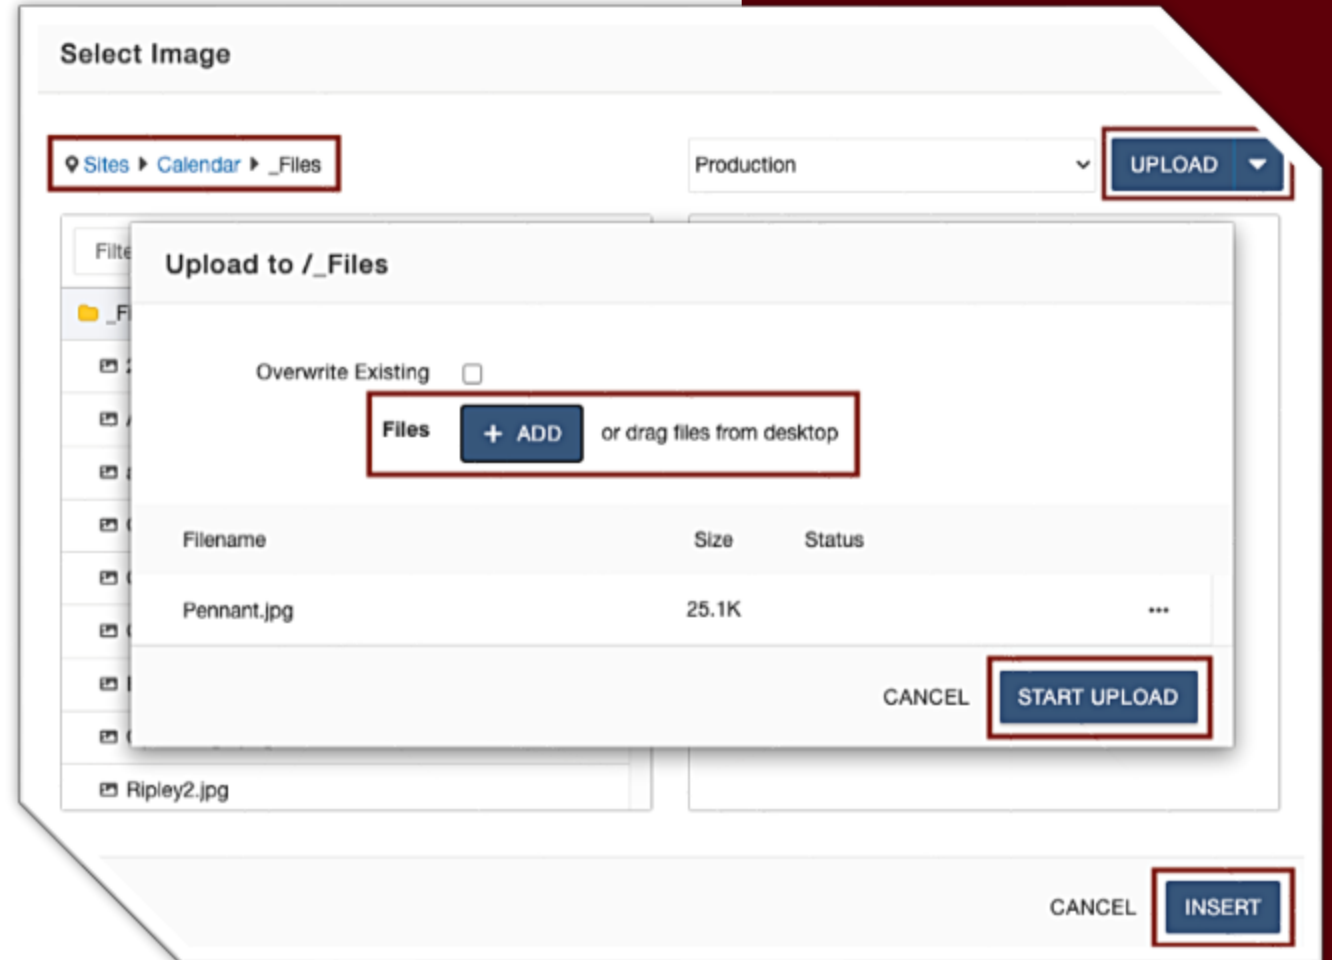 Select Image
Sites Calendar _Files
Production
UPLOAD
Upload to /_Files
Overwrite Existing
Files + ADD or drag files from desktop
Filename Size Status
Pennant.jpg 25.1K ...
CANCEL START UPLOAD
Ripley2.jpg
CANCEL INSERT